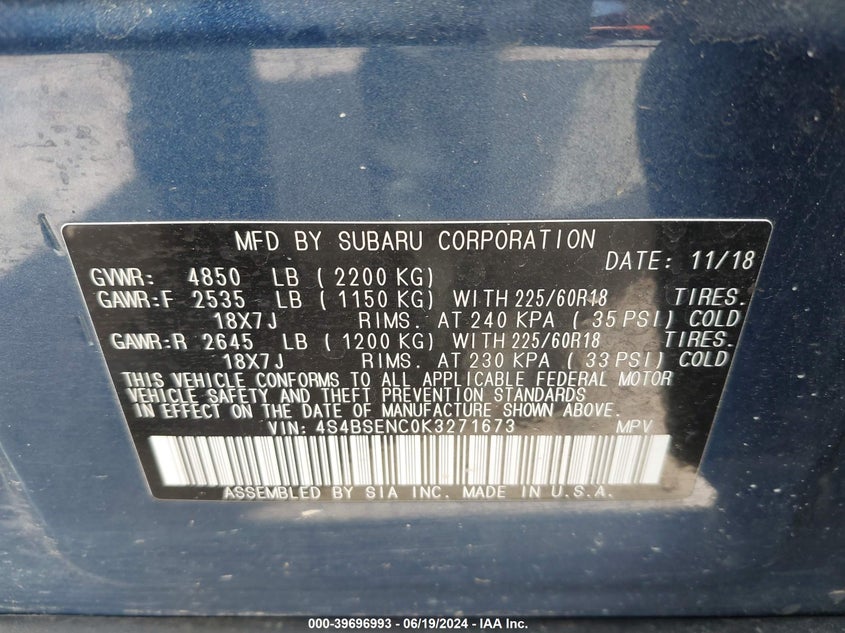 MFD BY SUBARU CORPORATION
DATE: 11/18
GVWR: 4850 LB (2200 KG)
GAWR:F 2535 LB (1150 KG) WITH 225/60R18 TIRES.
18X7J RIMS. AT 240 KPA (35 PSI) COLD
GAWR:R 2645 LB (1200 KG) WITH 225/60R18 TIRES.
18X7J RIMS. AT 230 KPA (33 PSI) COLD
THIS VEHICLE CONFORMS TO ALL APPLICABLE FEDERAL MOTOR
VEHICLE SAFETY AND THEFT PREVENTION STANDARDS
IN EFFECT ON THE DATE OF MANUFACTURE SHOWN ABOVE.
VIN: 4S4BSENC0K3271673 MPV
ASSEMBLED BY SIA INC. MADE IN U.S.A.
000-39696993 - 06/19/2024 - IAA Inc.